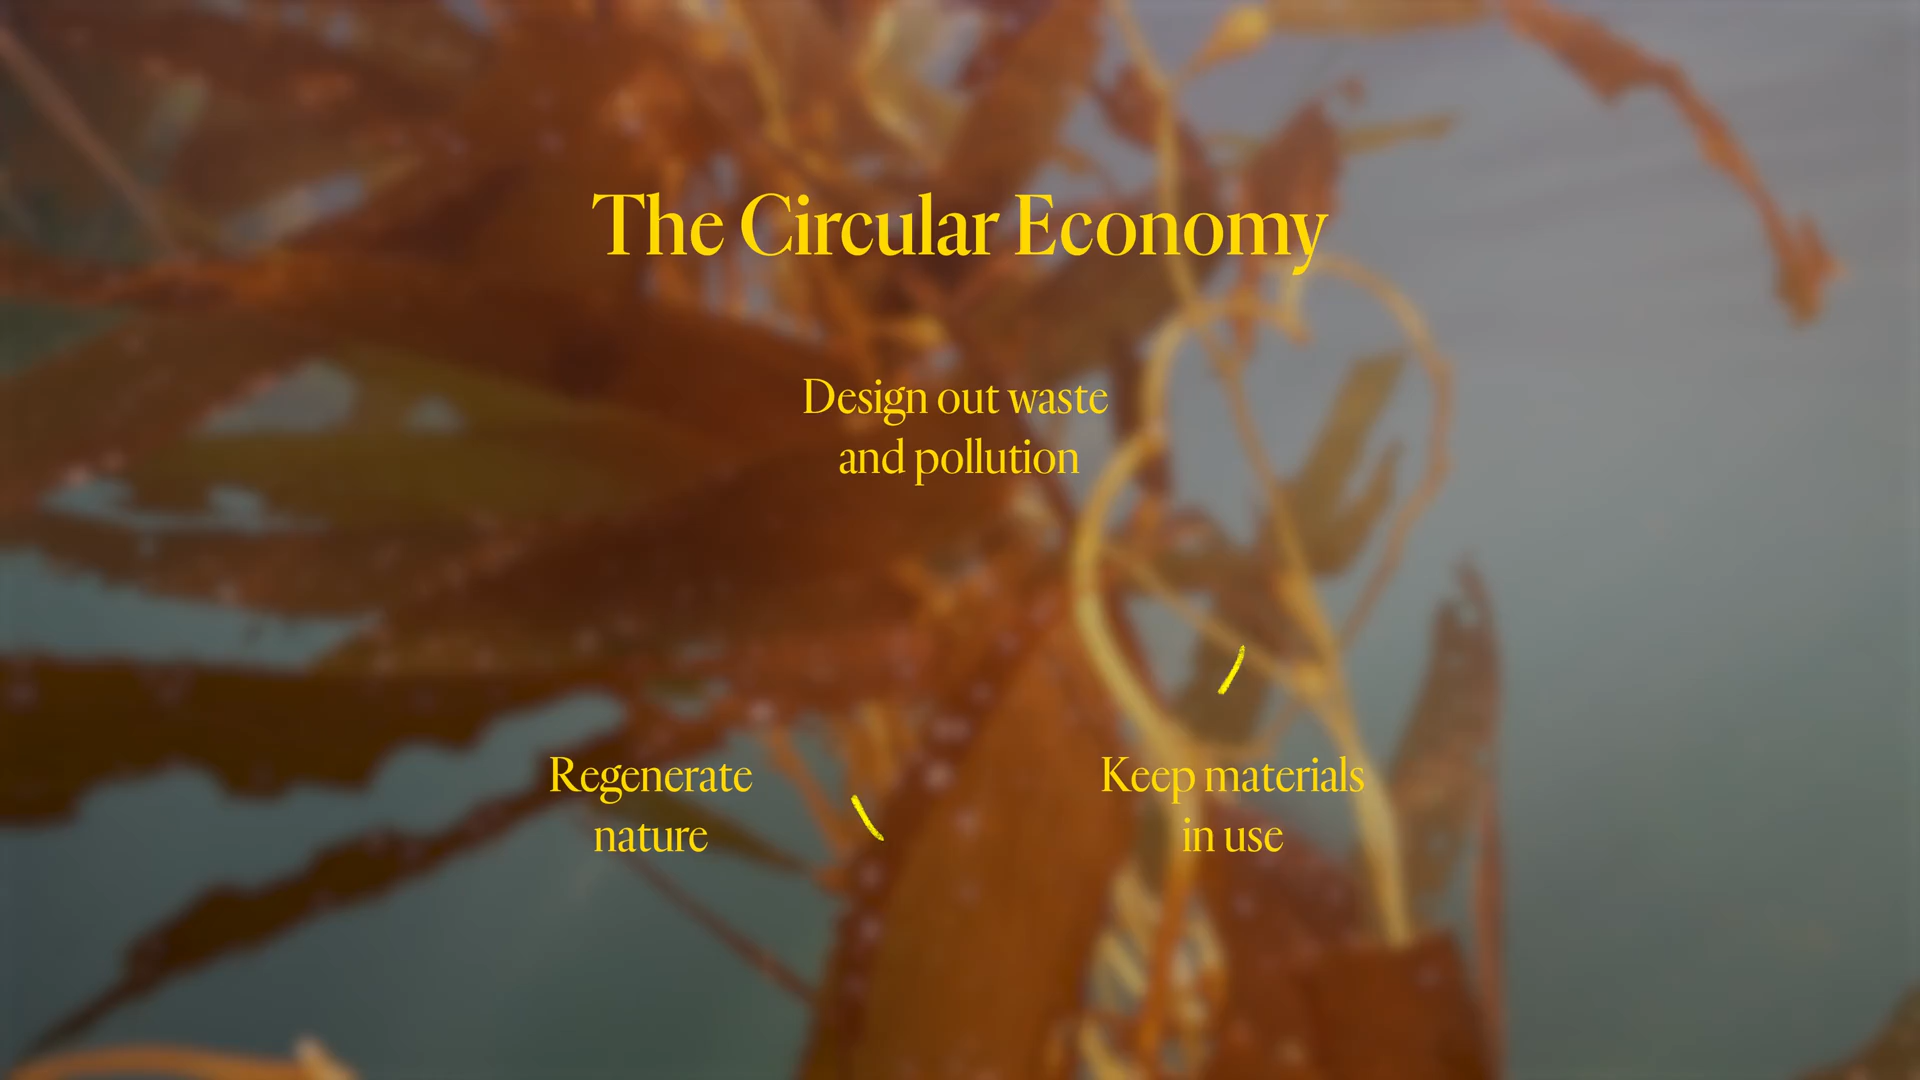 The Circular Economy
Design out waste
and pollution
Regenerate
nature
Keep materials
in use